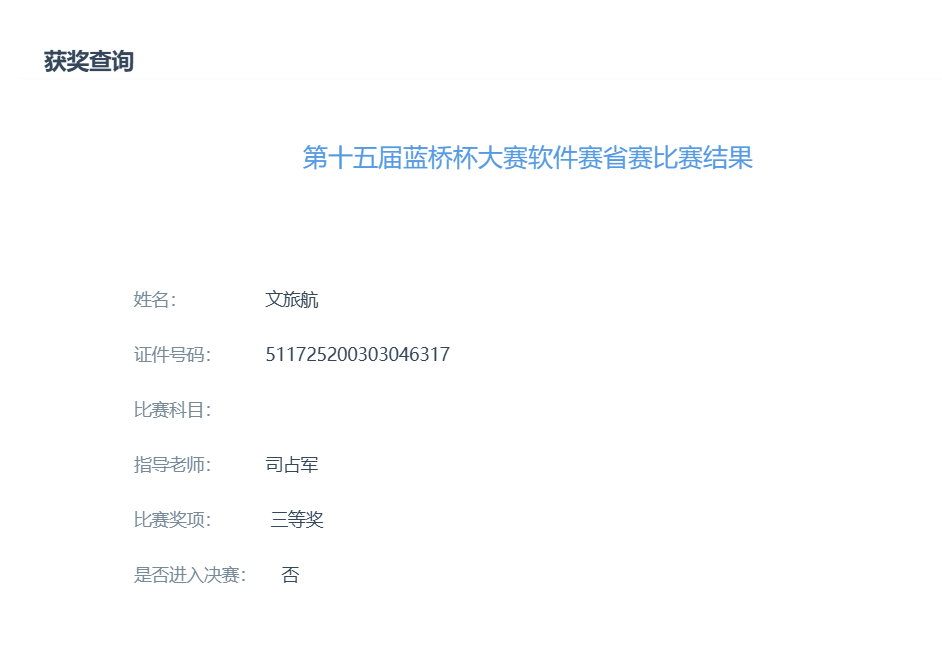 获奖查询
第十五届蓝桥杯大赛软件赛省赛比赛结果
姓名： 文旅航
证件号码： 511725200303046317
比赛科目：
指导老师： 司占军
比赛奖项： 三等奖
是否进入决赛： 否